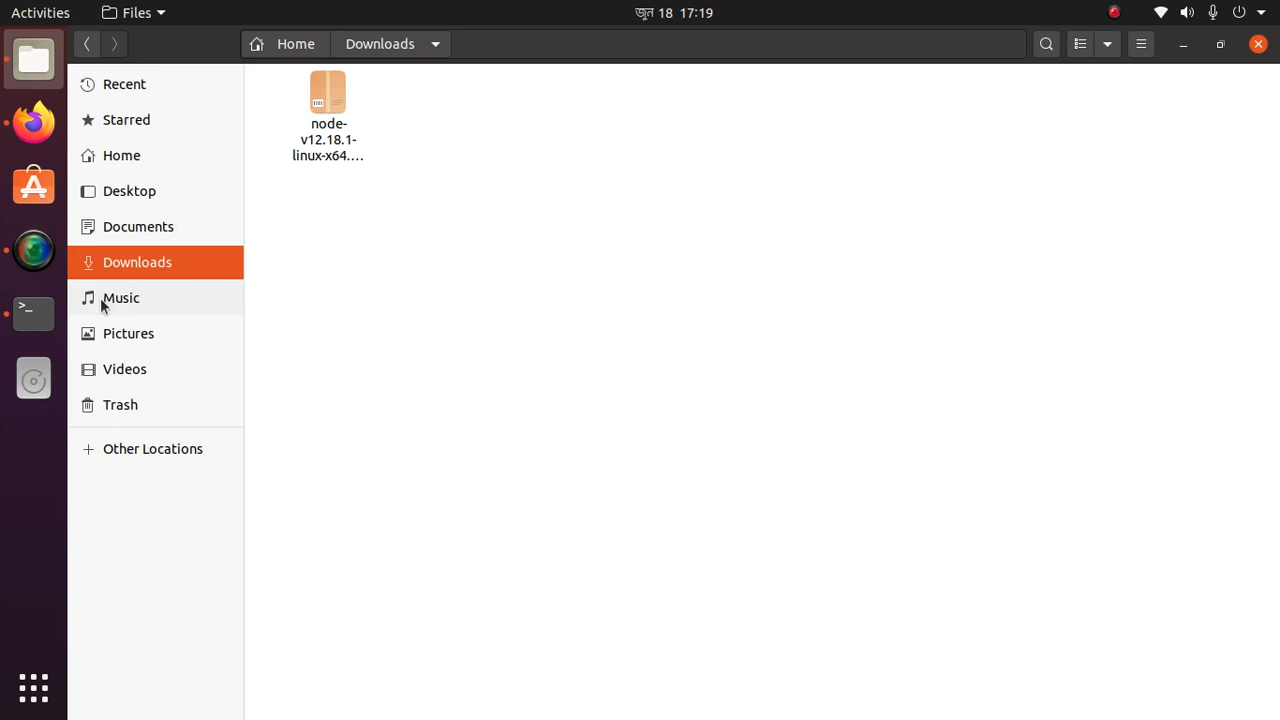 Activities Files জুন 18 17:19
Home Downloads
Recent
Starred
Home
Desktop
Documents
Downloads
Music
Pictures
Videos
Trash
Other Locations
node-
v12.18.1-
linux-x64....